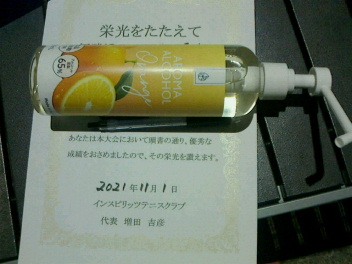 栄光をたたえて
AROMA
ALCOHOL
Orange
65%
あなたは本大会において頭書の通り、優秀な
成績をおさめましたので、その栄光を讃えます。
2021年11月1日
インスピリッツテニスクラブ
代表 増田 吉彦